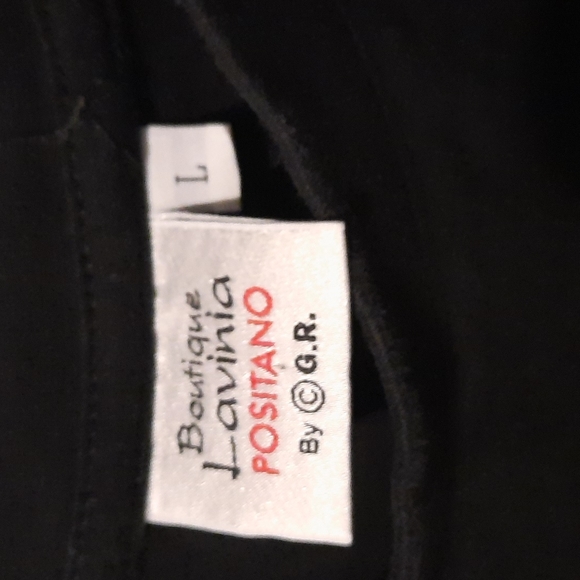 L
Boutique
Lavinia
POSITANO
By © G.R.